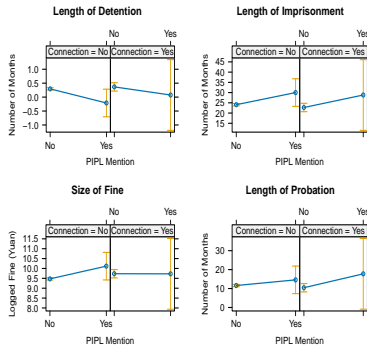 Length of Detention
No Yes
Connection = No Connection = Yes
Number of Months
1.0
0.5
0.0
−0.5
−1.0
No Yes
PIPL Mention
Length of Imprisonment
No Yes
Connection = No Connection = Yes
Number of Months
45
40
35
30
25
20
15
No Yes
PIPL Mention
Size of Fine
No Yes
Connection = No Connection = Yes
Logged Fine (Yuan)
11.5
11.0
10.5
10.0
9.5
9.0
8.5
8.0
No Yes
PIPL Mention
Length of Probation
No Yes
Connection = No Connection = Yes
Number of Months
30
20
10
0
No Yes
PIPL Mention